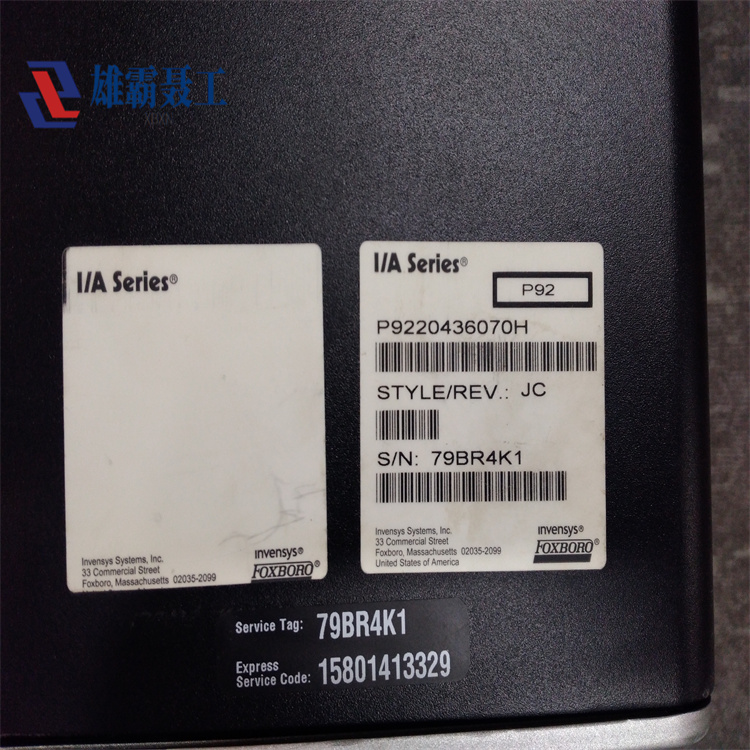 雄霸聂工
I/A Series®
Invensys Systems, Inc.
33 Commercial Street
Foxboro, Massachusetts 02035-2099
invensys®
FOXBORO®
I/A Series®
P92
P9220436070H
STYLE/REV.: JC
S/N: 79BR4K1
Invensys Systems, Inc.
33 Commercial Street
Foxboro, Massachusetts 02035-2099
United States of America
invensys®
FOXBORO®
Service Tag: 79BR4K1
Express
Service Code: 15801413329